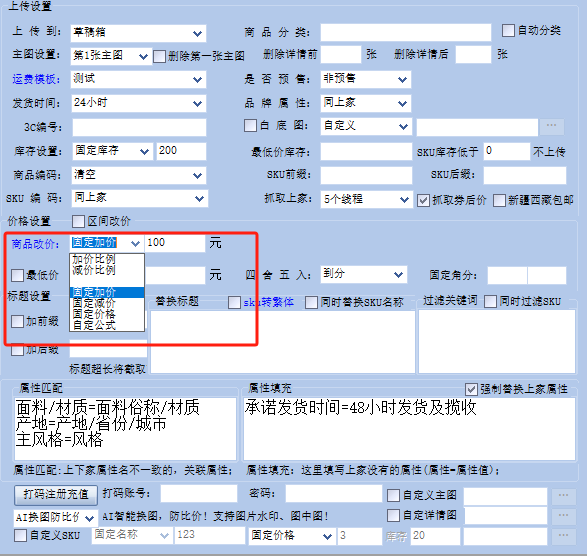 上传设置
上 传 到: 草稿箱 商 品 分 类: 自动分类
主图设置: 第1张主图 删除第一张主图 删除详情前 张 删除详情后 张
运费模板: 测试 是 否 预 售: 非预售
发货时间: 24小时 品 牌 属 性: 同上家
3C编号: 白 底 图: 自定义 ...
库存设置: 固定库存 200 最低价库存: SKU库存低于 0 不上传
商品编码: 清空 SKU前缀: SKU后缀:
SKU 编 码: 同上家 抓取上家: 5个线程 抓取券后价 新疆西藏包邮
价格设置 区间改价
商品改价: 固定加价 100 元
加价比例
减价比例
固定加价
固定减价
固定价格
自定公式
最低价 元 四 舍 五 入: 到分 固定角分:
标题设置 替换标题 sku转繁体 同时替换SKU名称 过滤关键词 同时过滤SKU
加前缀
加后缀
标题超长将截取
属性匹配 属性填充 强制替换上家属性
面料/材质=面料俗称/材质
产地=产地/省份/城市
主风格=风格
承诺发货时间=48小时发货及揽收
属性匹配:上下家属性名不一致的,关联属性; 属性填充: 这里填写上家没有的属性(属性=属性值);
打码注册充值 打码账号: 密码: 自定义主图 ...
AI换图防比价 AI智能换图,防比价! 支持图片水印、图中图! 自定详情图 ...
自定义SKU 固定名称 123 固定价格 3 库存 20 ...